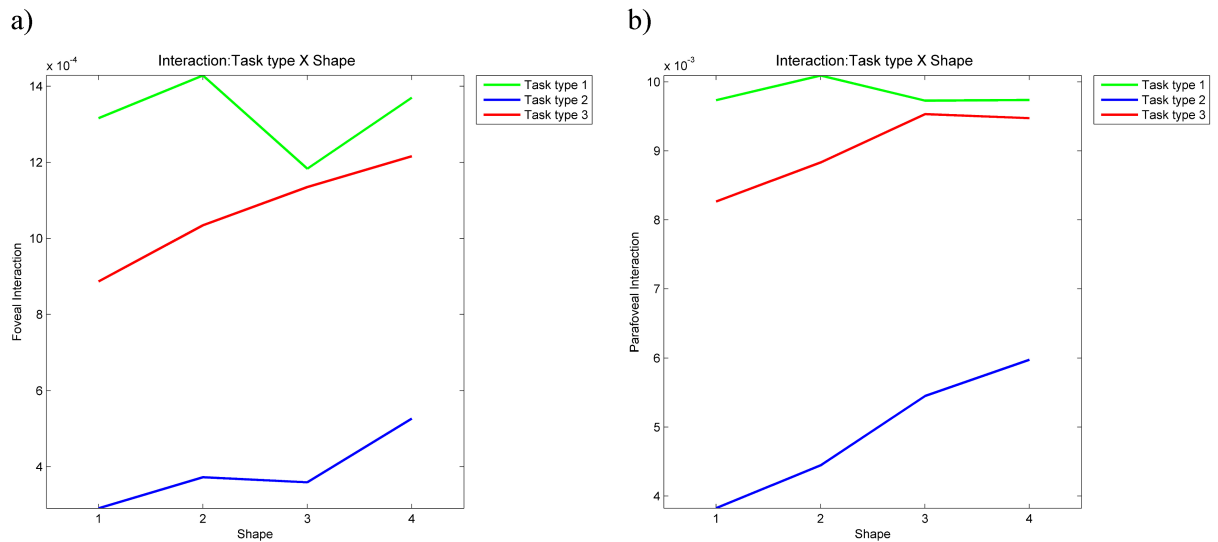 a)
Interaction:Task type X Shape
x 10⁻⁴
14
12
10
8
6
4
Foveal Interaction
1 2 3 4
Shape
Task type 1
Task type 2
Task type 3
b)
Interaction:Task type X Shape
x 10⁻³
10
9
8
7
6
5
4
Parafoveal Interaction
1 2 3 4
Shape
Task type 1
Task type 2
Task type 3